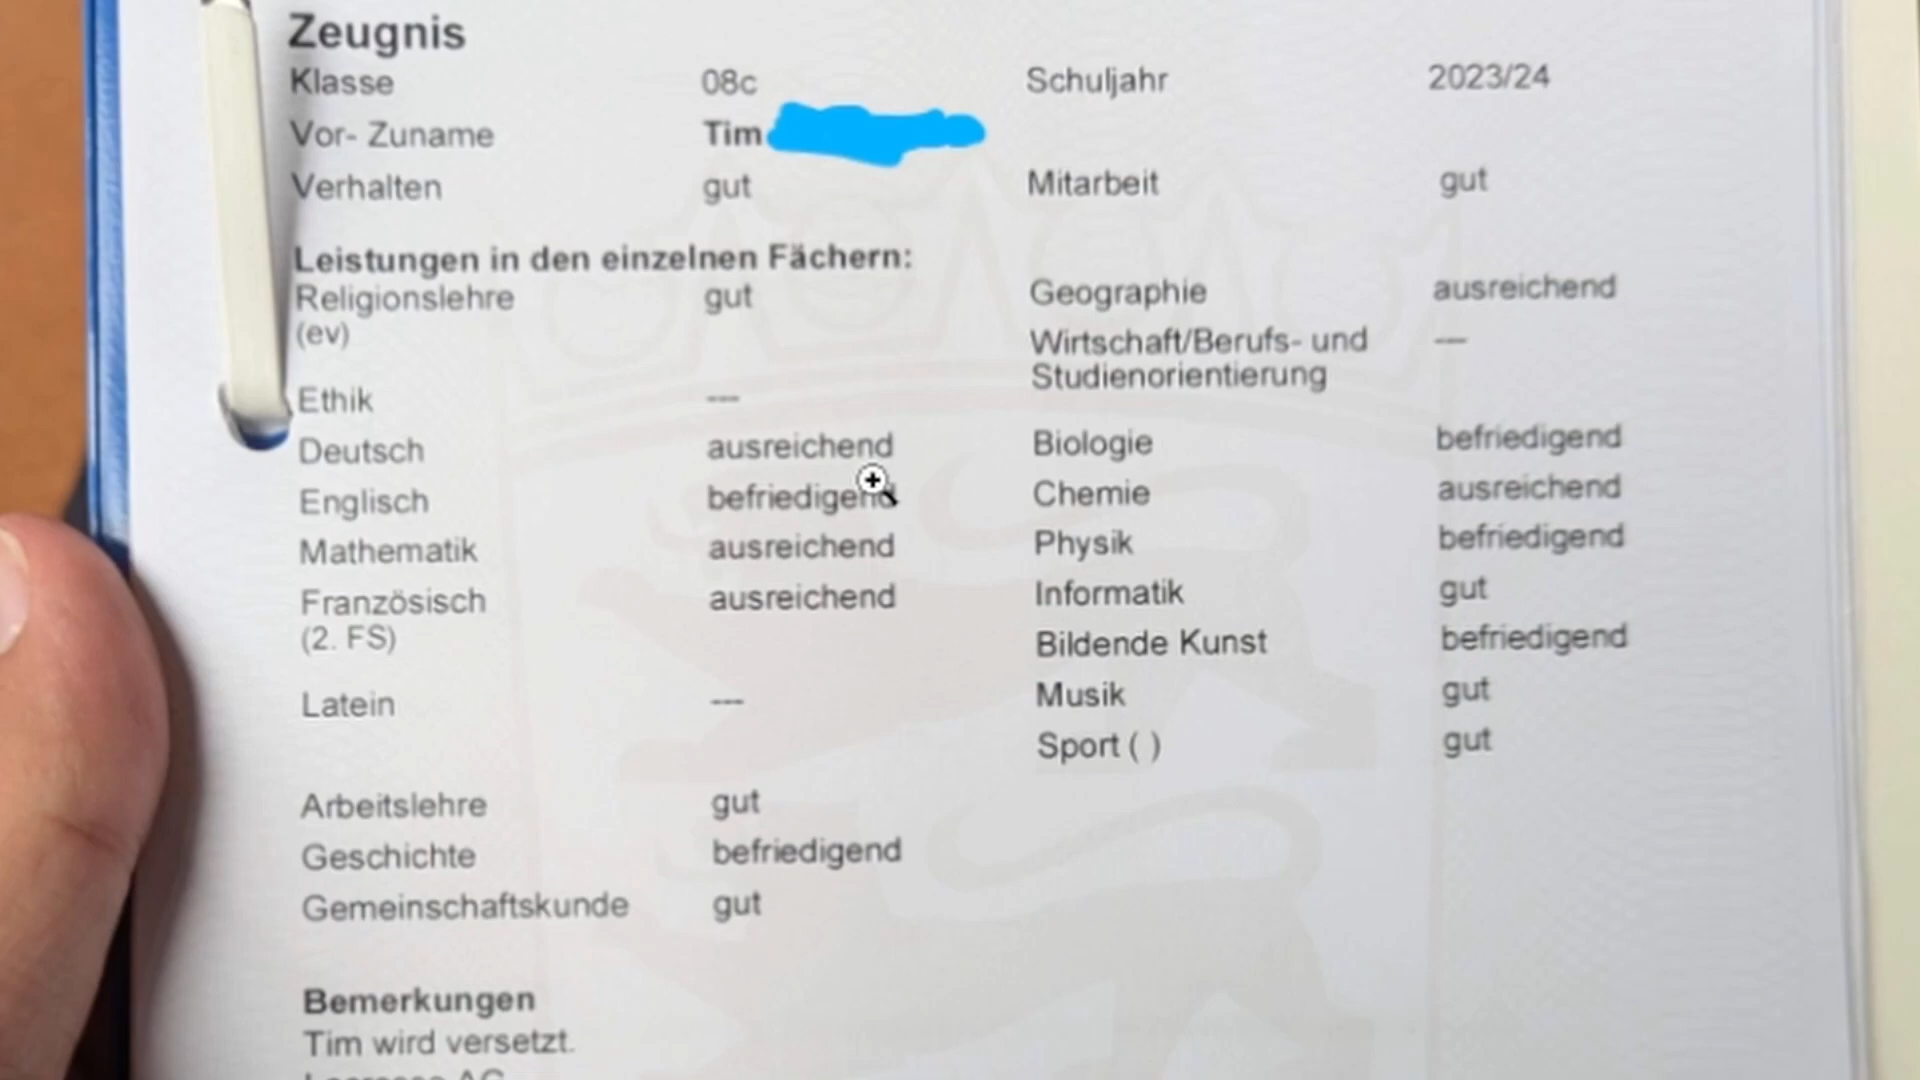 Zeugnis
Klasse 08c Schuljahr 2023/24
Vor- Zuname Tim
Verhalten gut Mitarbeit gut
Leistungen in den einzelnen Fächern:
Religionslehre gut Geographie ausreichend
(ev)
Wirtschaft/Berufs- und ---
Studienorientierung
Ethik ---
Deutsch ausreichend Biologie befriedigend
Englisch befriedigend Chemie ausreichend
Mathematik ausreichend Physik befriedigend
Französisch ausreichend Informatik gut
(2. FS)
Bildende Kunst befriedigend
Latein --- Musik gut
Sport ( ) gut
Arbeitslehre gut
Geschichte befriedigend
Gemeinschaftskunde gut
Bemerkungen
Tim wird versetzt.